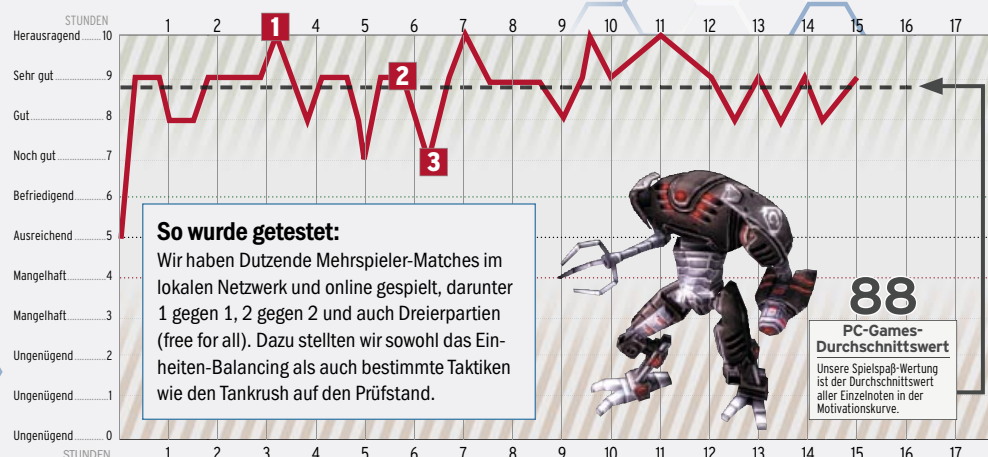 STUNDEN 1 2 3 4 5 6 7 8 9 10 11 12 13 14 15 16 17
Herausragend 10
1
Sehr gut 9
2
Gut 8
Noch gut 7
3
Befriedigend 6
Ausreichend 5
Mangelhaft 4
Mangelhaft 3
Ungenügend 2
Ungenügend 1
Ungenügend 0
So wurde getestet:
Wir haben Dutzende Mehrspieler-Matches im
lokalen Netzwerk und online gespielt, darunter
1 gegen 1, 2 gegen 2 und auch Dreierpartien
(free for all). Dazu stellten wir sowohl das Ein-
heiten-Balancing als auch bestimmte Taktiken
wie den Tankrush auf den Prüfstand.
88
PC-Games-
Durchschnittswert
Unsere Spielspaß-Wertung
ist der Durchschnittswert
aller Einzelnoten in der
Motivationskurve.
STUNDEN 1 2 3 4 5 6 7 8 9 10 11 12 13 14 15 16 17